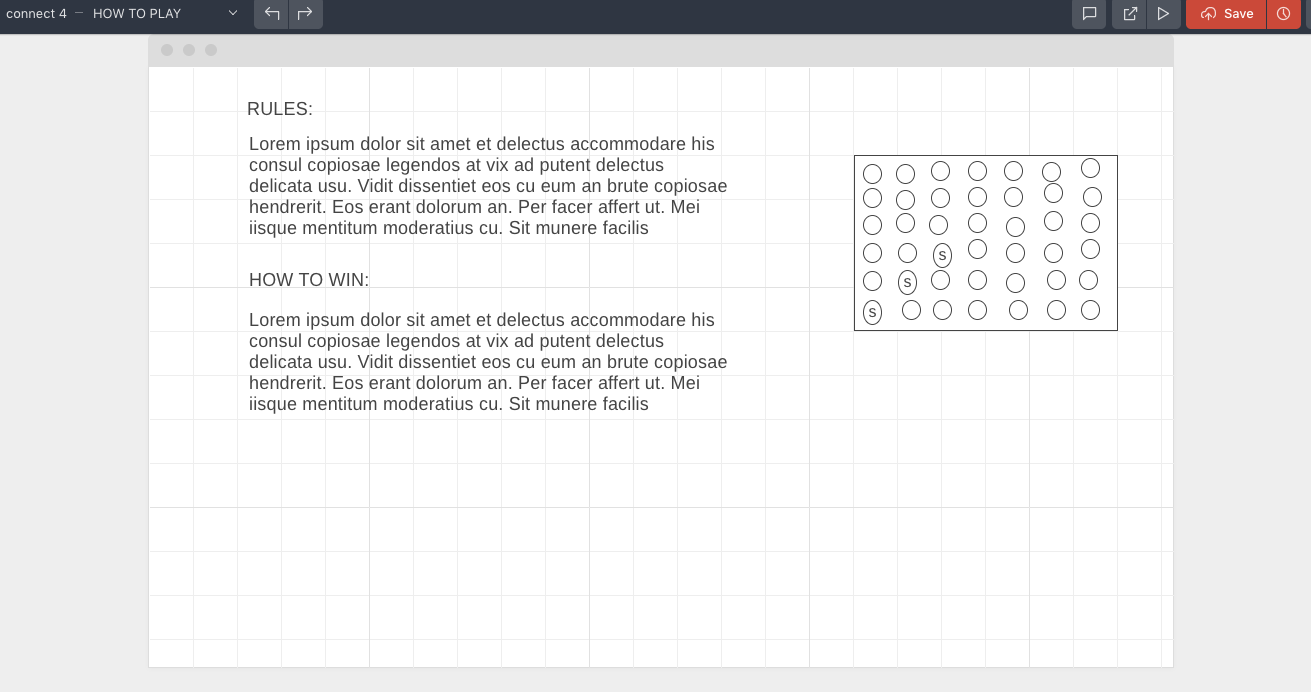 connect 4 — HOW TO PLAY
Save
RULES:
Lorem ipsum dolor sit amet et delectus accommodare his
consul copiosae legendos at vix ad putent delectus
delicata usu. Vidit dissentiet eos cu eum an brute copiosae
hendrerit. Eos erant dolorum an. Per facer affert ut. Mei
iisque mentitum moderatius cu. Sit munere facilis
HOW TO WIN:
Lorem ipsum dolor sit amet et delectus accommodare his
consul copiosae legendos at vix ad putent delectus
delicata usu. Vidit dissentiet eos cu eum an brute copiosae
hendrerit. Eos erant dolorum an. Per facer affert ut. Mei
iisque mentitum moderatius cu. Sit munere facilis
s
s
s